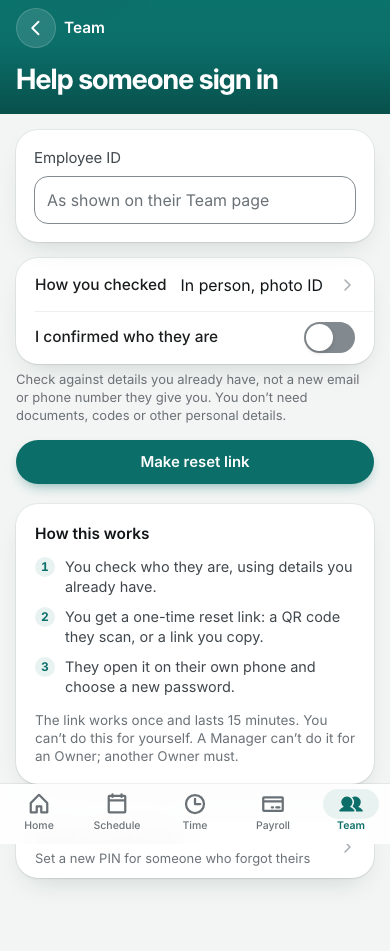 Team
Help someone sign in
Employee ID
As shown on their Team page
How you checked In person, photo ID
I confirmed who they are
Check against details you already have, not a new email
or phone number they give you. You don’t need
documents, codes or other personal details.
Make reset link
How this works
1 You check who they are, using details you
already have.
2 You get a one-time reset link: a QR code
they scan, or a link you copy.
3 They open it on their own phone and
choose a new password.
The link works once and lasts 15 minutes. You
can’t do this for yourself. A Manager can’t do it for
an Owner; another Owner must.
Home Schedule Time Payroll Team
Set a new PIN for someone who forgot theirs